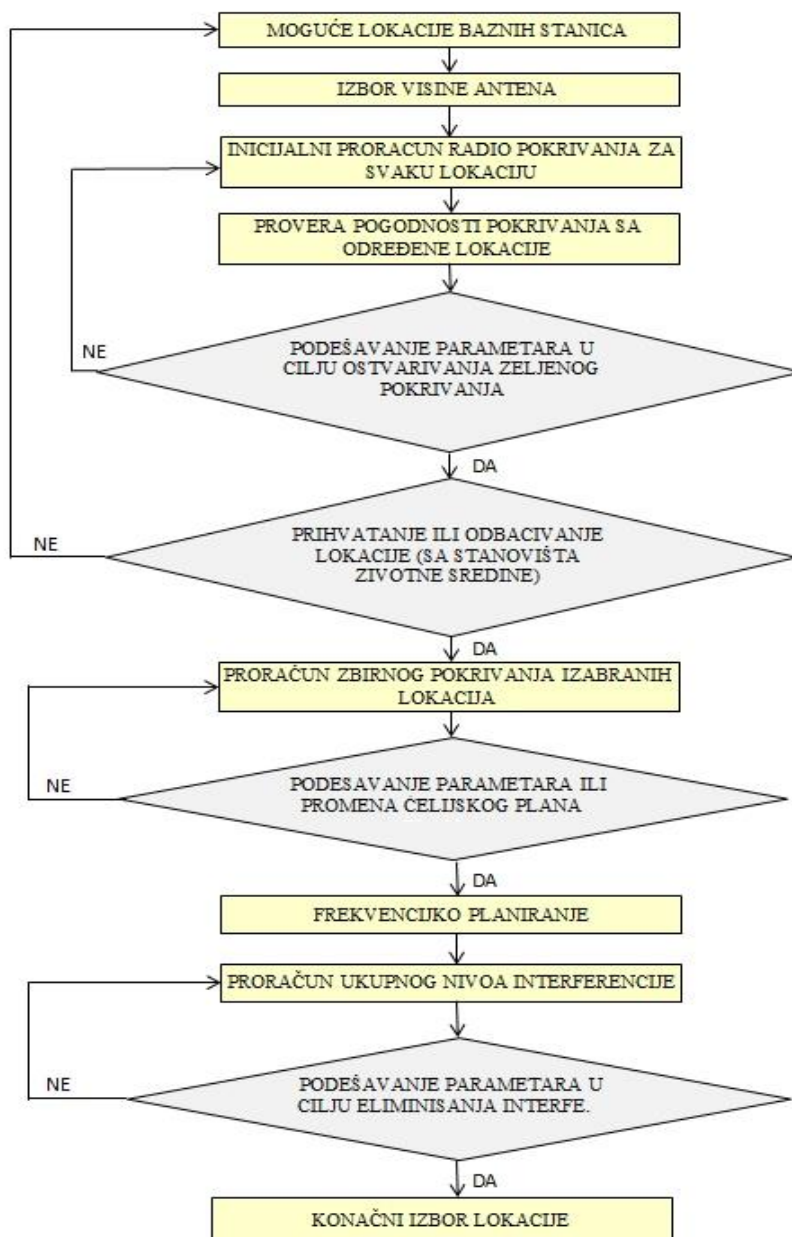 MOGUĆE LOKACIJE BAZNIH STANICA
IZBOR VISINE ANTENA
INICIJALNI PRORACUN RADIO POKRIVANJA ZA
SVAKU LOKACIJU
PROVERA POGODNOSTI POKRIVANJA SA
ODREĐENE LOKACIJE
NE
PODEŠAVANJE PARAMETARA U
CILJU OSTVARIVANJA ZELJENOG
POKRIVANJA
DA
NE
PRIHVATANJE ILI ODBACIVANJE
LOKACIJE (SA STANOVIŠTA
ZIVOTNE SREDINE)
DA
PRORAČUN ZBIRNOG POKRIVANJA IZABRANIH
LOKACIJA
NE
PODESAVANJE PARAMETARA ILI
PROMENA ĆELIJSKOG PLANA
DA
FREKVENCIJKO PLANIRANJE
PRORAČUN UKUPNOG NIVOA INTERFERENCIJE
NE
PODEŠAVANJE PARAMETARA U
CILJU ELIMINISANJA INTERFE.
DA
KONAČNI IZBOR LOKACIJE